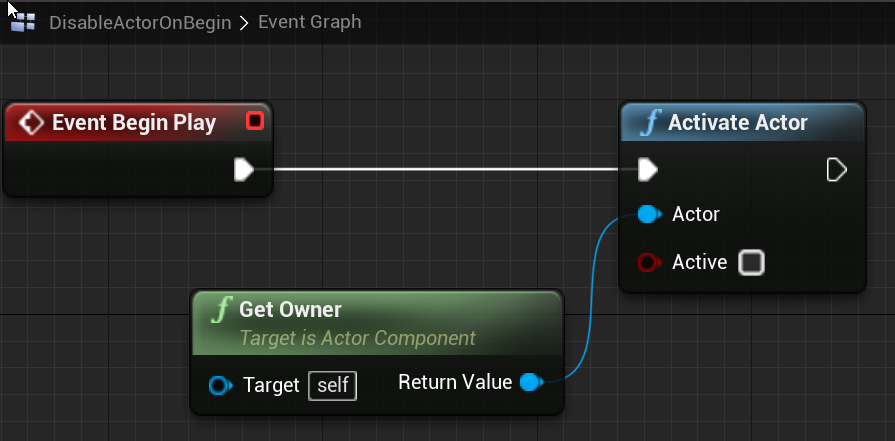 DisableActorOnBegin > Event Graph
Event Begin Play
f Activate Actor
Actor
Active
f Get Owner
Target is Actor Component
Target self Return Value